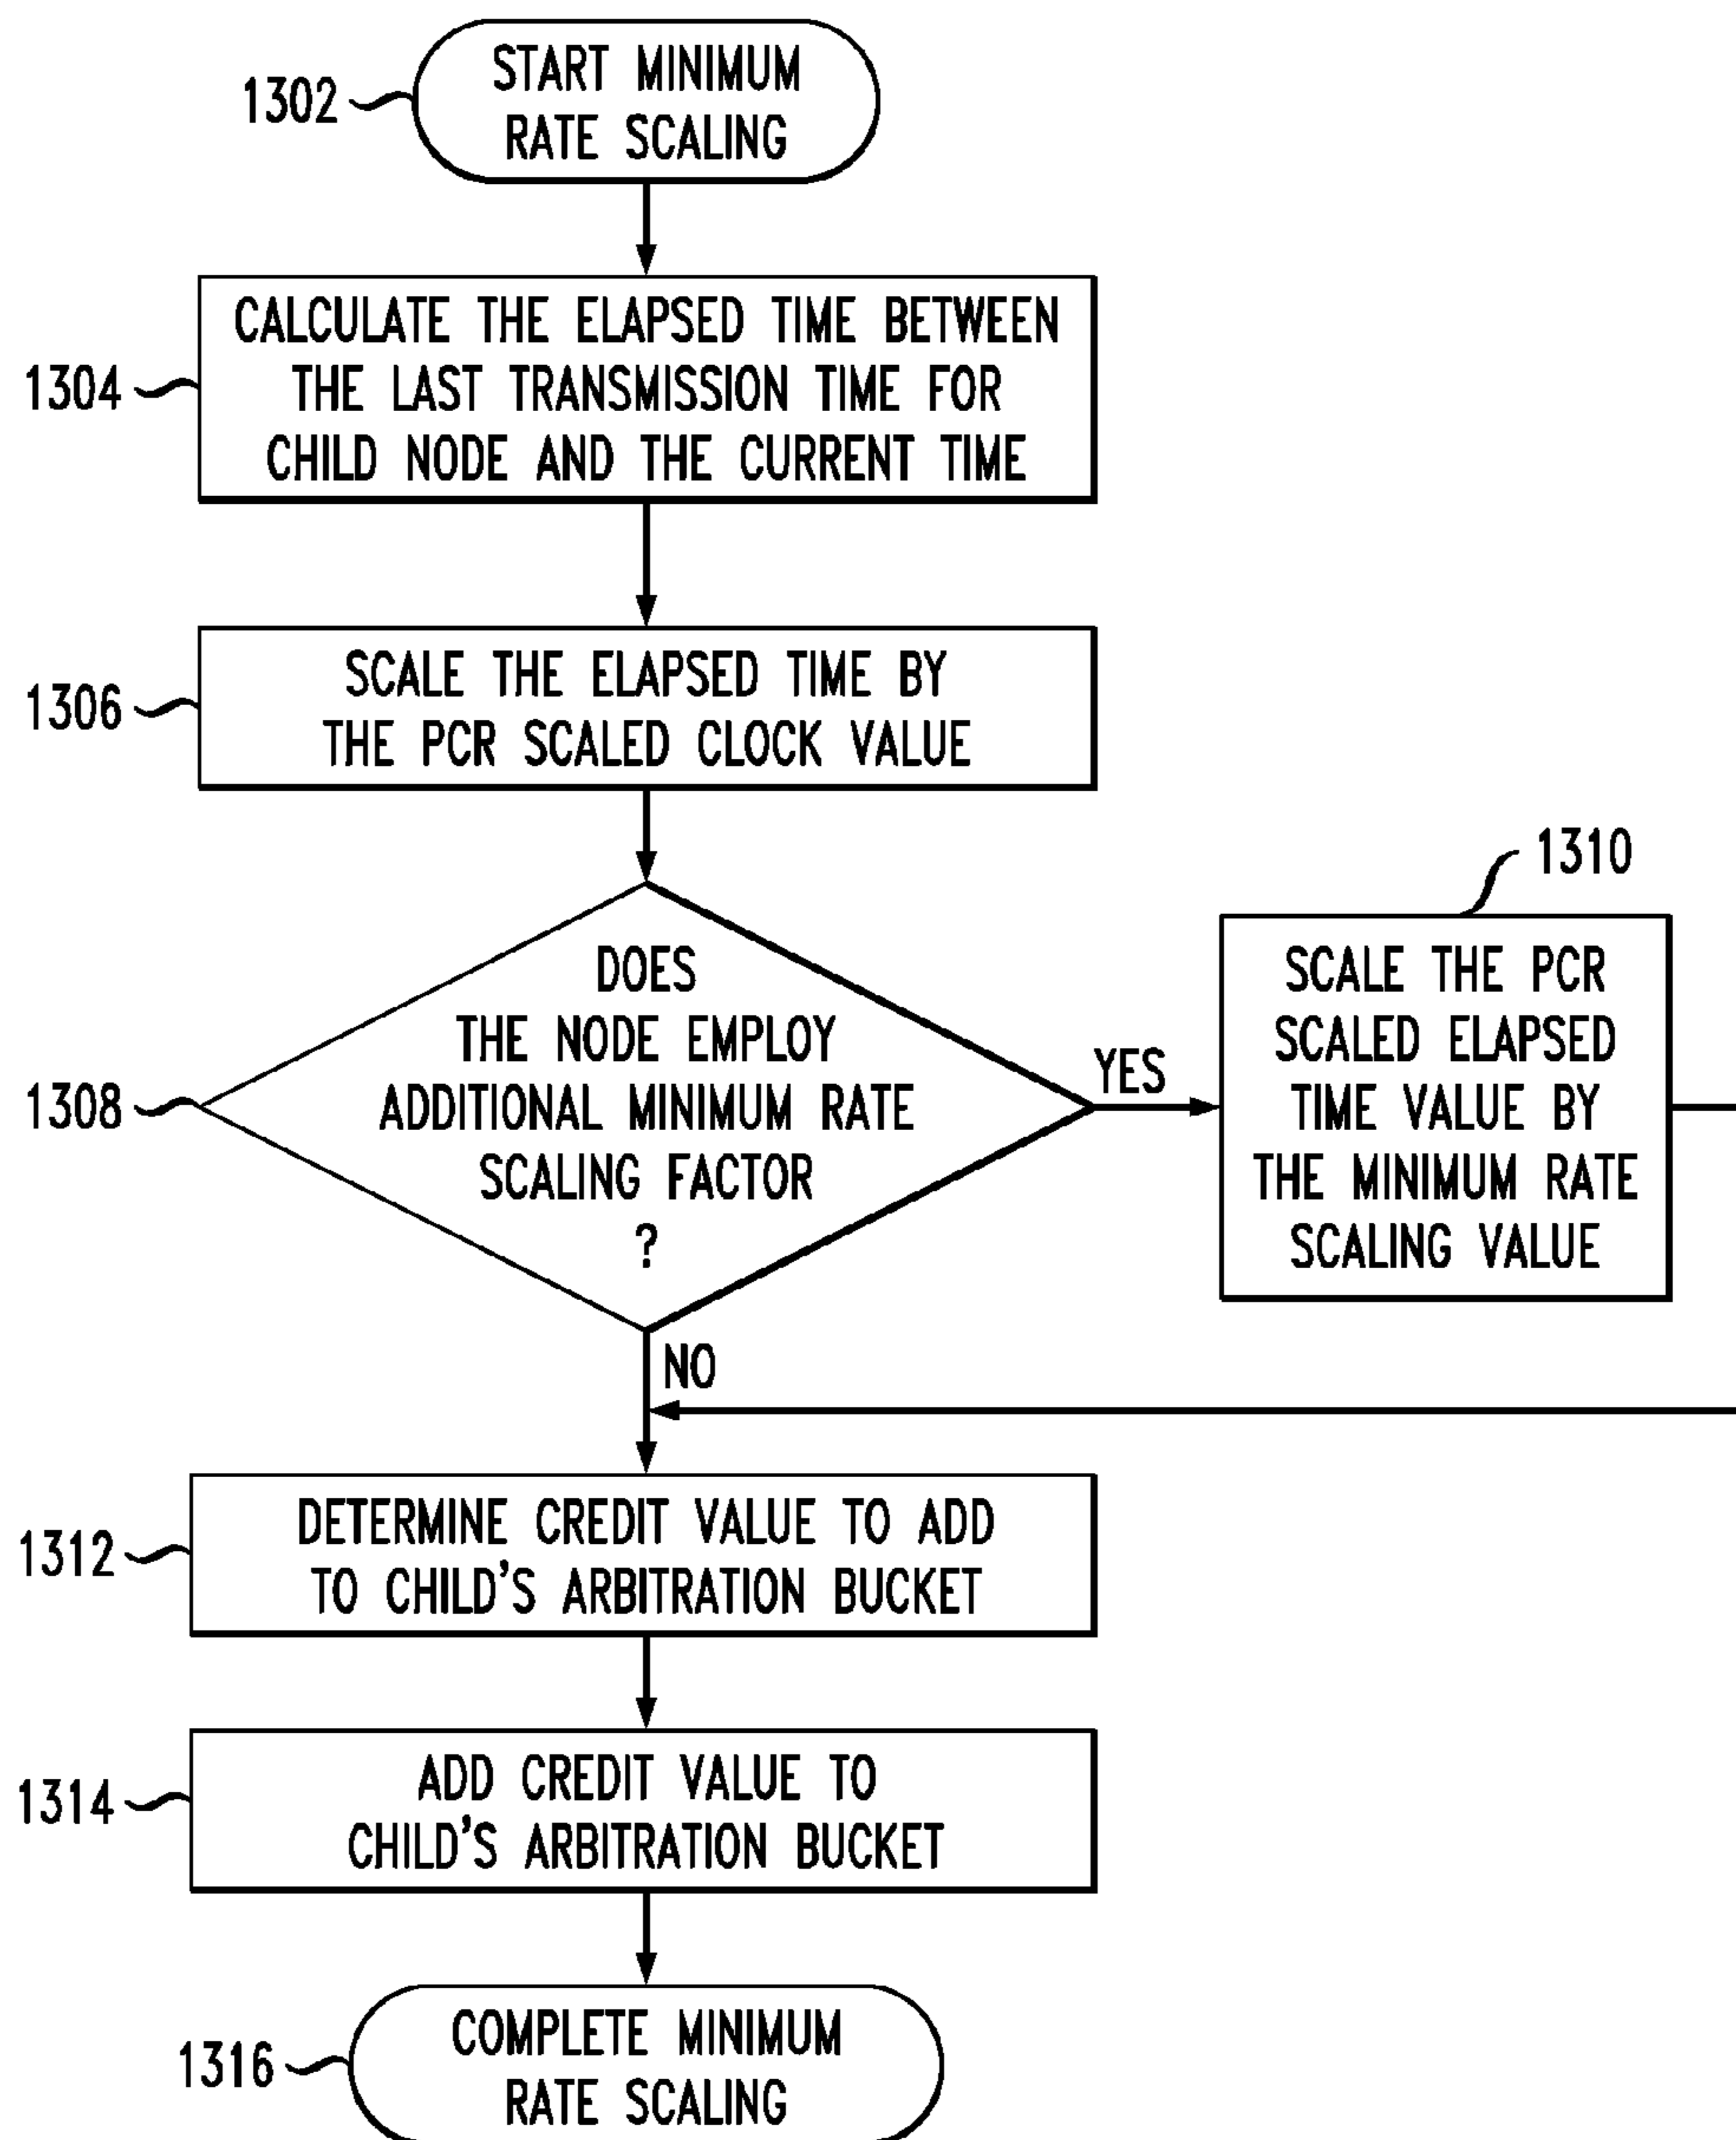 1302
START MINIMUM
RATE SCALING
1304
CALCULATE THE ELAPSED TIME BETWEEN
THE LAST TRANSMISSION TIME FOR
CHILD NODE AND THE CURRENT TIME
1306
SCALE THE ELAPSED TIME BY
THE PCR SCALED CLOCK VALUE
1308
DOES
THE NODE EMPLOY
ADDITIONAL MINIMUM RATE
SCALING FACTOR
?
YES
1310
SCALE THE PCR
SCALED ELAPSED
TIME VALUE BY
THE MINIMUM RATE
SCALING VALUE
NO
1312
DETERMINE CREDIT VALUE TO ADD
TO CHILD'S ARBITRATION BUCKET
1314
ADD CREDIT VALUE TO
CHILD'S ARBITRATION BUCKET
1316
COMPLETE MINIMUM
RATE SCALING